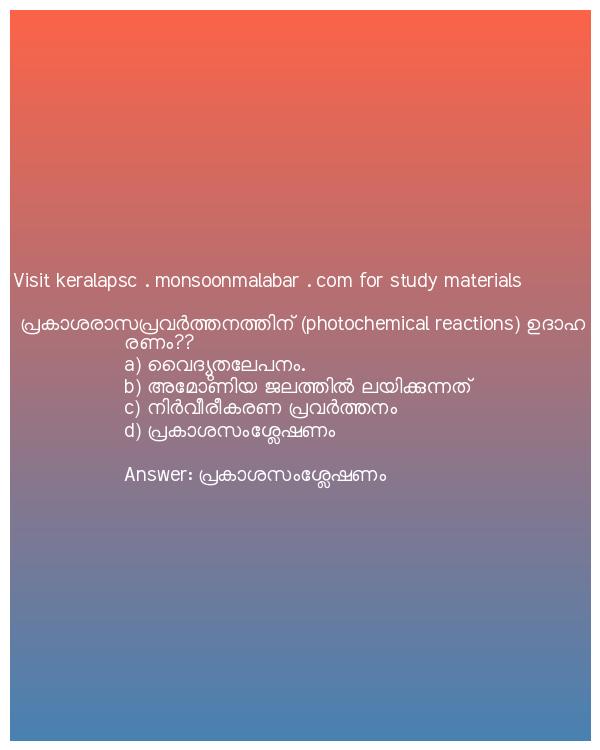 Visit keralapsc . monsoonmalabar . com for study materials
പ്രകാശരാസപ്രവർത്തനത്തിന് (photochemical reactions) ഉദാഹ
രണം??
a) വൈദ്യുതലേപനം.
b) അമോണിയ ജലത്തിൽ ലയിക്കുന്നത്
c) നിർവീരീകരണ പ്രവർത്തനം
d) പ്രകാശസംശ്ലേഷണം
Answer: പ്രകാശസംശ്ലേഷണം